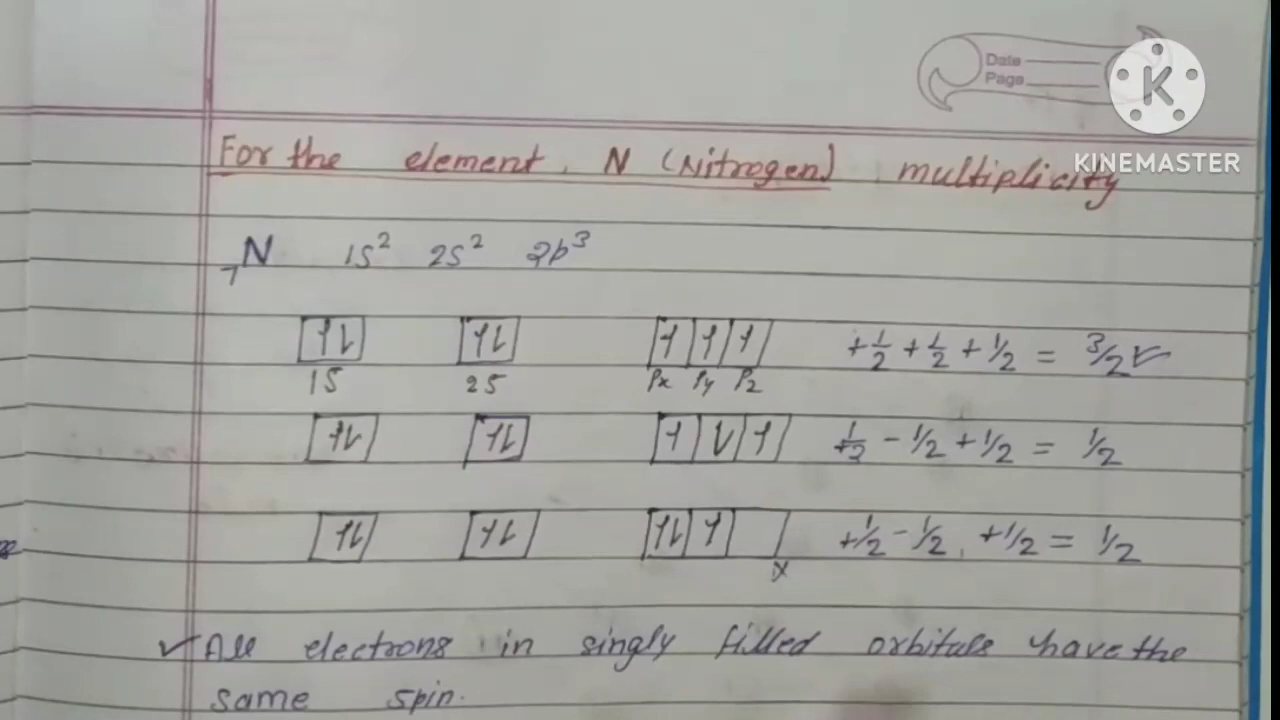 Date
Page
KINEMASTER
For the element, N (Nitrogen) multiplicity
7N 1s² 2s² 2p³
1S 2S Px Py Pz +1/2 + 1/2 + 1/2 = 3/2 ✓
1/2 - 1/2 + 1/2 = 1/2
+1/2 - 1/2, +1/2 = 1/2
x
✓ All electrons in singly filled orbitals have the
same spin.